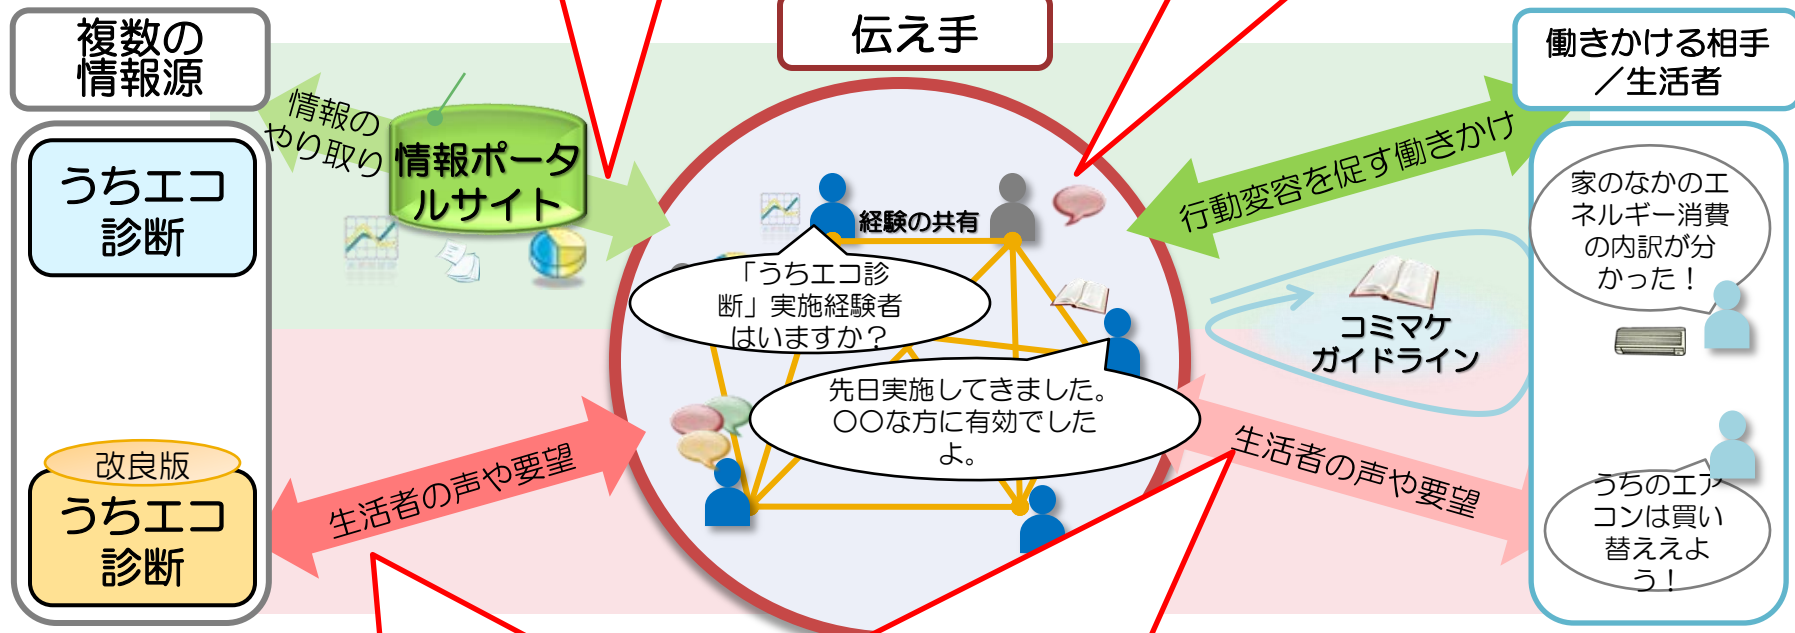 複数の
情報源
伝え手
働きかける相手
／生活者
情報の
やり取り
情報ポータ
ルサイト
うちエコ
診断
改良版
うちエコ
診断
生活者の声や要望
経験の共有
「うちエコ診
断」実施経験者
はいますか？
先日実施してきました。
〇〇な方に有効でした
よ。
行動変容を促す働きかけ
コミマケ
ガイドライン
生活者の声や要望
家のなかのエ
ネルギー消費
の内訳が分
かった！
うちのエア
コンは買い
替ええよ
う！